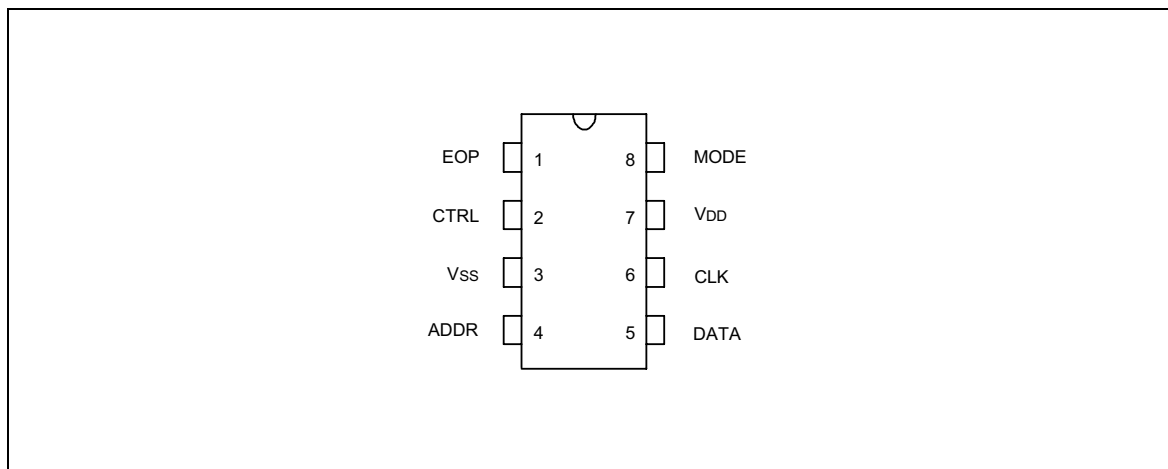 EOP 1 8 MODE
CTRL 2 7 VDD
VSS 3 6 CLK
ADDR 4 5 DATA